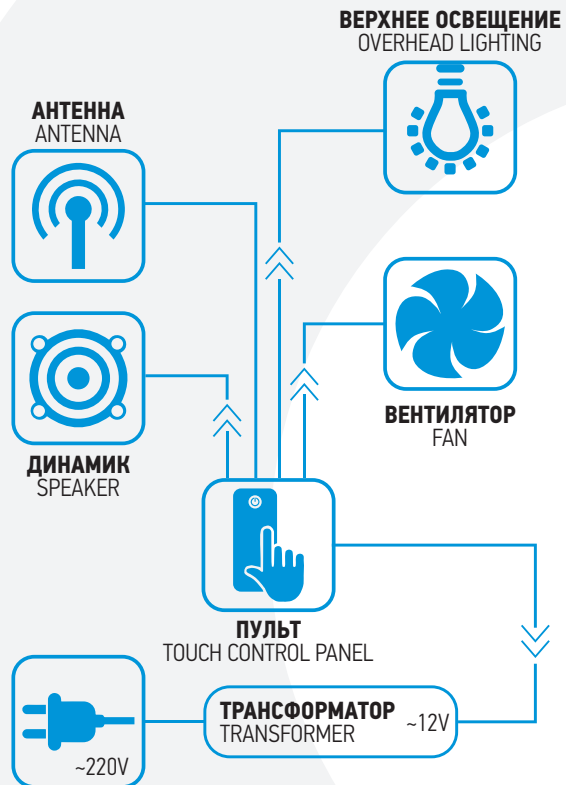 ВЕРХНЕЕ ОСВЕЩЕНИЕ
OVERHEAD LIGHTING
АНТЕННА
ANTENNA
ВЕНТИЛЯТОР
FAN
ДИНАМИК
SPEAKER
ПУЛЬТ
TOUCH CONTROL PANEL
ТРАНСФОРМАТОР
TRANSFORMER
~12V
~220V